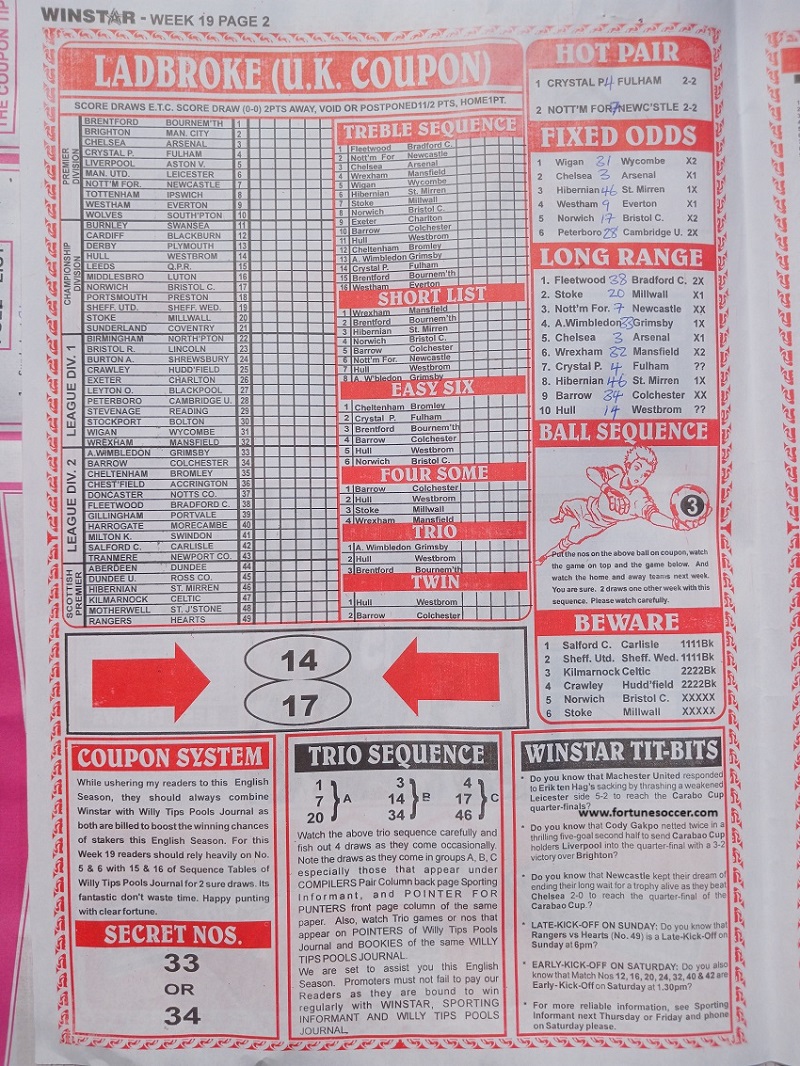 WINSTAR - WEEK 19 PAGE 2
THE COUPON TIP
LADBROKE (U.K. COUPON)
SCORE DRAWS E.T.C. SCORE DRAW (0-0) 2PTS AWAY, VOID OR POSTPONED11/2 PTS, HOME1PT.
PREMIER DIVISION
BRENTFORD BOURNEM'TH 1
BRIGHTON MAN. CITY 2
CHELSEA ARSENAL 3
CRYSTAL P. FULHAM 4
LIVERPOOL ASTON V. 5
MAN. UTD. LEICESTER 6
NOTT'M FOR. NEWCASTLE 7
TOTTENHAM IPSWICH 8
WESTHAM EVERTON 9
WOLVES SOUTH'PTON 10
CHAMPIONSHIP DIVISION
BURNLEY SWANSEA 11
CARDIFF BLACKBURN 12
DERBY PLYMOUTH 13
HULL WESTBROM 14
LEEDS Q.P.R. 15
MIDDLESBRO LUTON 16
NORWICH BRISTOL C. 17
PORTSMOUTH PRESTON 18
SHEFF. UTD. SHEFF. WED. 19
STOKE MILLWALL 20
SUNDERLAND COVENTRY 21
LEAGUE DIV. 1
BIRMINGHAM NORTH'PTON 22
BRISTOL R. LINCOLN 23
BURTON A. SHREWSBURY 24
CRAWLEY HUDD'FIELD 25
EXETER CHARLTON 26
LEYTON O. BLACKPOOL 27
PETERBORO CAMBRIDGE U. 28
STEVENAGE READING 29
STOCKPORT BOLTON 30
WIGAN WYCOMBE 31
WREXHAM MANSFIELD 32
LEAGUE DIV. 2
A.WIMBLEDON GRIMSBY 33
BARROW COLCHESTER 34
CHELTENHAM BROMLEY 35
CHEST'FIELD ACCRINGTON 36
DONCASTER NOTTS CO. 37
FLEETWOOD BRADFORD C. 38
GILLINGHAM PORTVALE 39
HARROGATE MORECAMBE 40
MILTON K. SWINDON 41
SALFORD C. CARLISLE 42
TRANMERE NEWPORT CO. 43
SCOTTISH PREMIER
ABERDEEN DUNDEE 44
DUNDEE U. ROSS CO. 45
HIBERNIAN ST. MIRREN 46
KILMARNOCK CELTIC 47
MOTHERWELL ST. J'STONE 48
RANGERS HEARTS 49
TREBLE SEQUENCE
1 Fleetwood Bradford C.
2 Nott'm For Newcastle
3 Chelsea Arsenal
4 Wrexham Mansfield
5 Wigan Wycombe
6 Hibernian St. Mirren
7 Stoke Millwall
8 Norwich Bristol C.
9 Exeter Charlton
10 Barrow Colchester
11 Hull Westbrom
12 Cheltenham Bromley
13 A. Wimbledon Grimsby
14 Crystal P. Fulham
15 Brentford Bournem'th
16 Westham Everton
SHORT LIST
1 Wrexham Mansfield
2 Brentford Bournem'th
3 Hibernian St. Mirren
4 Norwich Bristol C.
5 Barrow Colchester
6 Nott'm For. Newcastle
7 Hull Westbrom
8 A. W'bledon Grimsby
EASY SIX
1 Cheltenham Bromley
2 Crystal P. Fulham
3 Brentford Bournem'th
4 Barrow Colchester
5 Hull Westbrom
6 Norwich Bristol C.
FOUR SOME
1 Barrow Colchester
2 Hull Westbrom
3 Stoke Millwall
4 Wrexham Mansfield
TRIO
1 A. Wimbledon Grimsby
2 Hull Westbrom
3 Brentford Bournem'th
TWIN
1 Hull Westbrom
2 Barrow Colchester
HOT PAIR
1 CRYSTAL P 4 FULHAM 2-2
2 NOTT'M FOR 7 NEWC'STLE 2-2
FIXED ODDS
1 Wigan 31 Wycombe X2
2 Chelsea 3 Arsenal X1
3 Hibernian 46 St. Mirren 1X
4 Westham 9 Everton X1
5 Norwich 17 Bristol C. X2
6 Peterboro 28 Cambridge U. 2X
LONG RANGE
1. Fleetwood 38 Bradford C. 2X
2. Stoke 20 Millwall X1
3. Nott'm For. 7 Newcastle XX
4. A.Wimbledon 33 Grimsby 1X
5. Chelsea 3 Arsenal X1
6. Wrexham 32 Mansfield X2
7. Crystal P. 4 Fulham ??
8. Hibernian 46 St. Mirren 1X
9 Barrow 34 Colchester XX
10 Hull 14 Westbrom ??
BALL SEQUENCE
3
Put the nos on the above ball on coupon, watch
the game on top and the game below. And
watch the home and away teams next week.
You are sure. 2 draws one other week with this
sequence. Please watch carefully.
BEWARE
1 Salford C. Carlisle 1111Bk
2 Sheff. Utd. Sheff. Wed. 1111Bk
3 Kilmarnock Celtic 2222Bk
4 Crawley Hudd'field 2222Bk
5 Norwich Bristol C. XXXXX
6 Stoke Millwall XXXXX
14
17
COUPON SYSTEM
While ushering my readers to this English
Season, they should always combine
Winstar with Willy Tips Pools Journal as
both are billed to boost the winning chances
of stakers this English Season. For this
Week 19 readers should rely heavily on No.
5 & 6 with 15 & 16 of Sequence Tables of
Willy Tips Pools Journal for 2 sure draws. Its
fantastic don't waste time. Happy punting
with clear fortune.
SECRET NOS.
33
OR
34
TRIO SEQUENCE
1 3 4
7 A 14 B 17 C
20 34 46
Watch the above trio sequence carefully and
fish out 4 draws as they come occasionally.
Note the draws as they come in groups A, B, C
especially those that appear under
COMPILERS Pair Column back page Sporting
Informant, and POINTER FOR
PUNTERS front page column of the same
paper. Also, watch Trio games or nos that
appear on POINTERS of Willy Tips Pools
Journal and BOOKIES of the same WILLY
TIPS POOLS JOURNAL.
We are set to assist you this English
Season. Promoters must not fail to pay our
Readers as they are bound to win
regularly with WINSTAR, SPORTING
INFORMANT AND WILLY TIPS POOLS
JOURNAL
WINSTAR TIT-BITS
* Do you know that Machester United responded
to Erik ten Hag's sacking by thrashing a weakened
Leicester side 5-2 to reach the Carabo Cup
quarter-finals?
www.fortunesoccer.com
* Do you know that Cody Gakpo netted twice in a
thrilling five-goal second half to send Carabao Cup
holders Liverpool into the quarter-final with a 3-2
victory over Brighton?
* Do you know that Newcastle kept their dream of
ending their long wait for a trophy alive as they beat
Chelsea 2-0 to reach the quarter-final of the
Carabao Cup.?
* LATE-KICK-OFF ON SUNDAY: Do you know that
Rangers vs Hearts (No. 49) is a Late-Kick-Off on
Sunday at 6pm?
* EARLY-KICK-OFF ON SATURDAY: Do you also
know that Match Nos 12, 16, 20, 24, 32, 40 & 42 are
Early- Kick-Off on Saturday at 1.30pm?
* For more reliable information, see Sporting
Informant next Thursday or Friday and phone
on Saturday please.